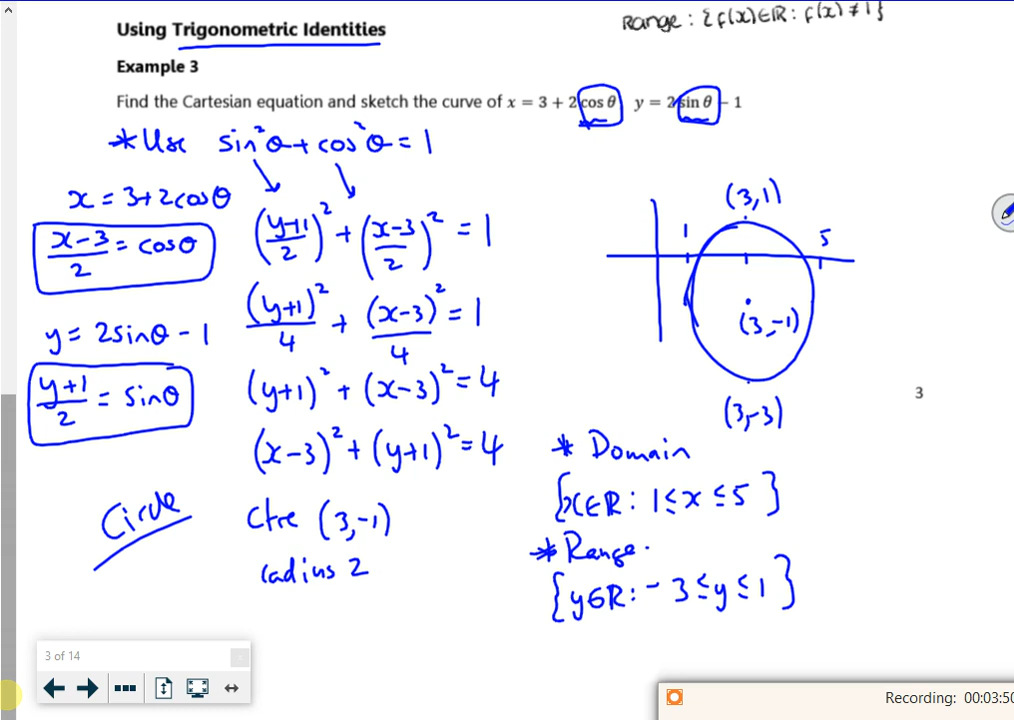 Range : {f(x)∈R : f(x) ≠ 1}
Using Trigonometric Identities
Example 3
Find the Cartesian equation and sketch the curve of x = 3 + 2 cos θ y = 2 sin θ − 1
* Use sin²θ + cos²θ = 1
x = 3 + 2cosθ
(x−3)/2 = cosθ
y = 2sinθ − 1
(y+1)/2 = sinθ
((y+1)/2)² + ((x−3)/2)² = 1
(y+1)²/4 + (x−3)²/4 = 1
(y+1)² + (x−3)² = 4
(x−3)² + (y+1)² = 4
Circle
Ctre (3,−1)
radius 2
(3,1)
1
5
(3,−1)
(3,−3)
3
* Domain
{x∈R : 1 ≤ x ≤ 5}
* Range.
{y∈R : −3 ≤ y ≤ 1}
3 of 14
Recording: 00:03:50